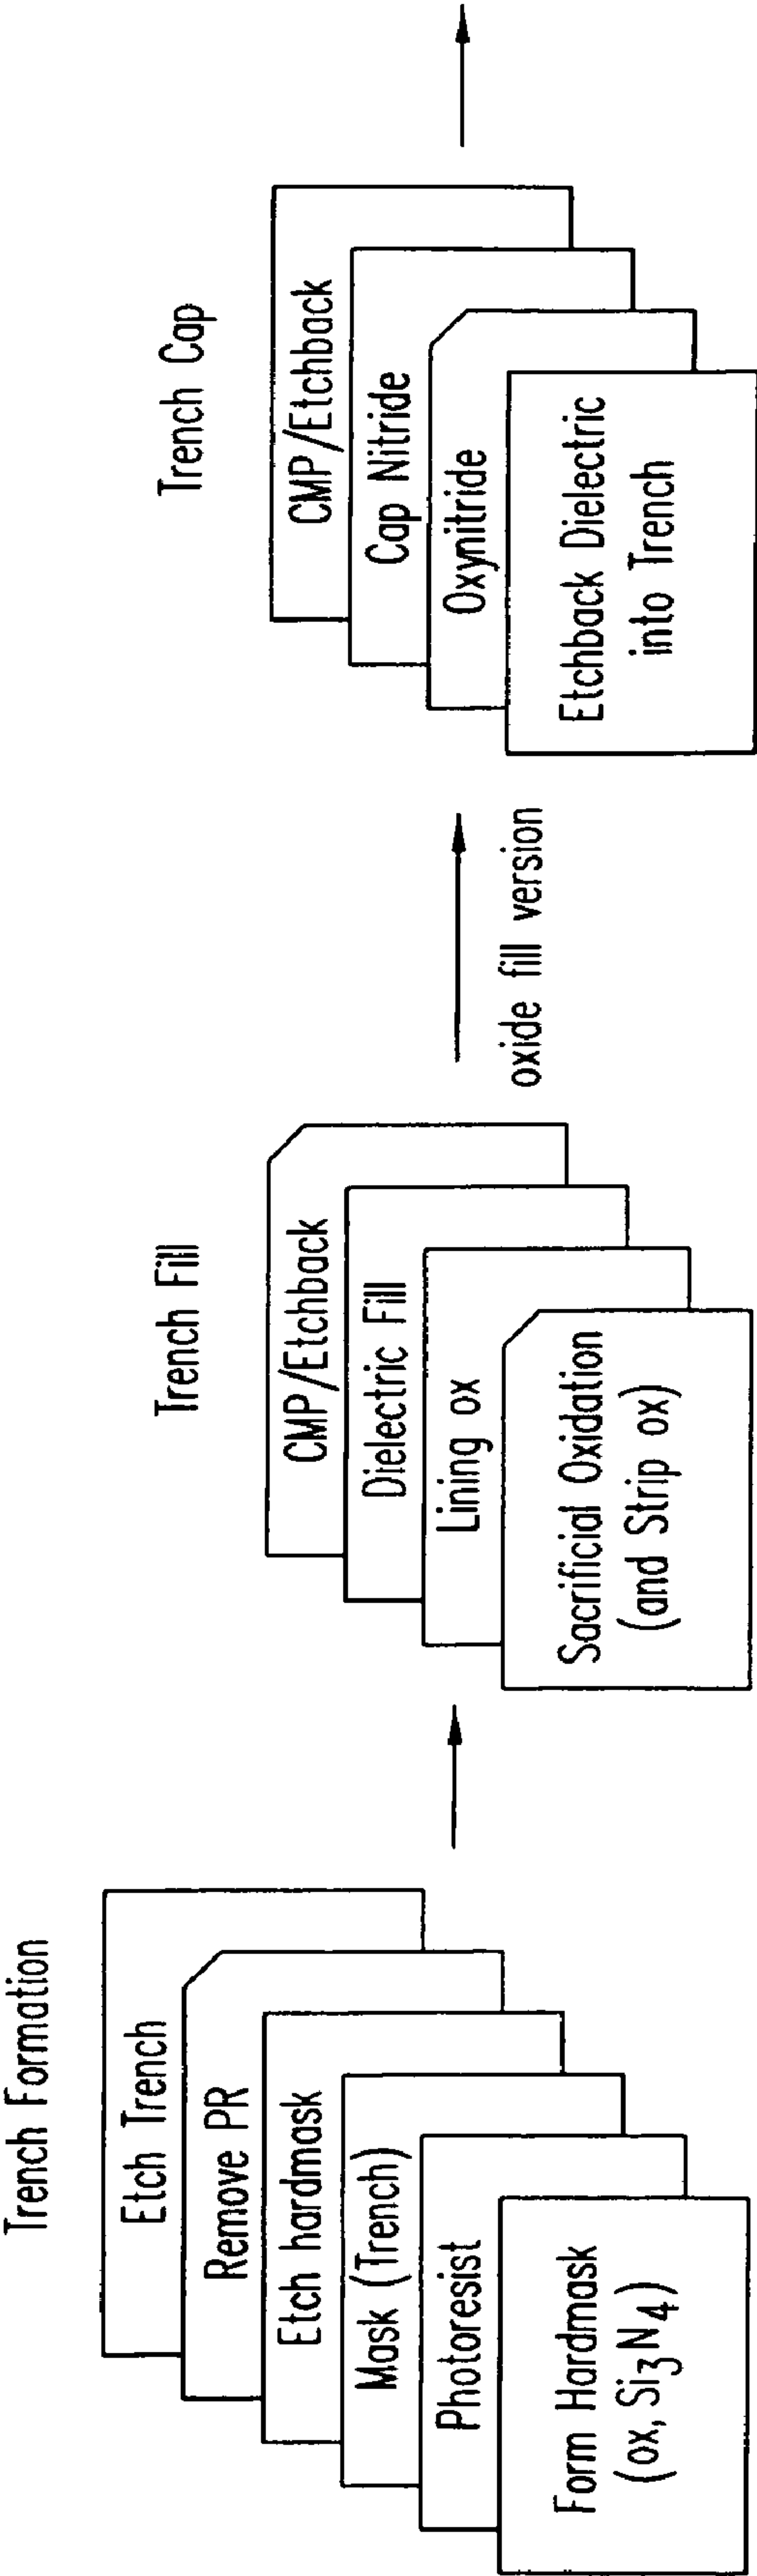 Trench Formation
Etch Trench
Remove PR
Etch hardmask
Mask (Trench)
Photoresist
Form Hardmask
(ox, Si3N4)
Trench Fill
CMP/Etchback
Dielectric Fill
Lining ox
Sacrificial Oxidation
(and Strip ox)
oxide fill version
Trench Cap
CMP/Etchback
Cap Nitride
Oxynitride
Etchback Dielectric
into Trench